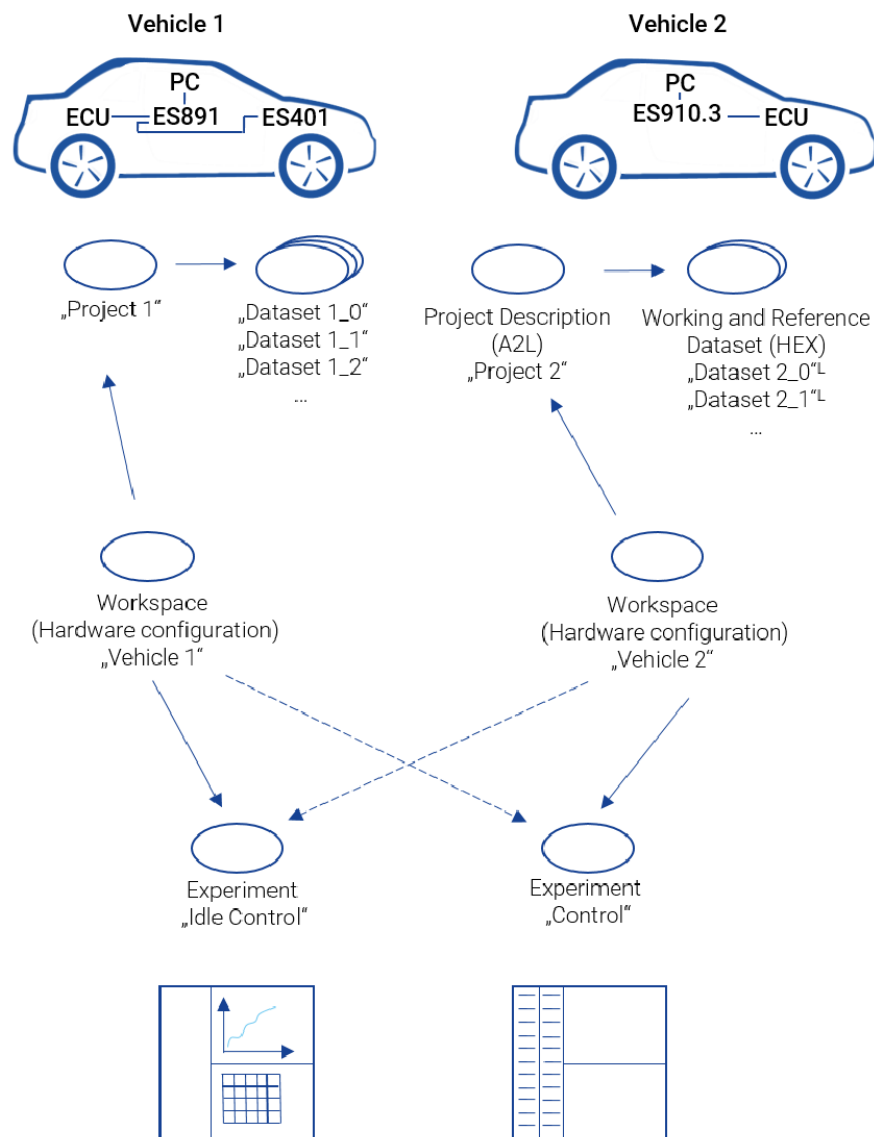 Vehicle 1
Vehicle 2
PC
ECU
ES891
ES401
PC
ES910.3
ECU
„Project 1“
„Dataset 1_0“
„Dataset 1_1“
„Dataset 1_2“
...
Project Description
(A2L)
„Project 2“
Working and Reference
Dataset (HEX)
„Dataset 2_0“L
„Dataset 2_1“L
...
Workspace
(Hardware configuration)
„Vehicle 1“
Workspace
(Hardware configuration)
„Vehicle 2“
Experiment
„Idle Control“
Experiment
„Control“